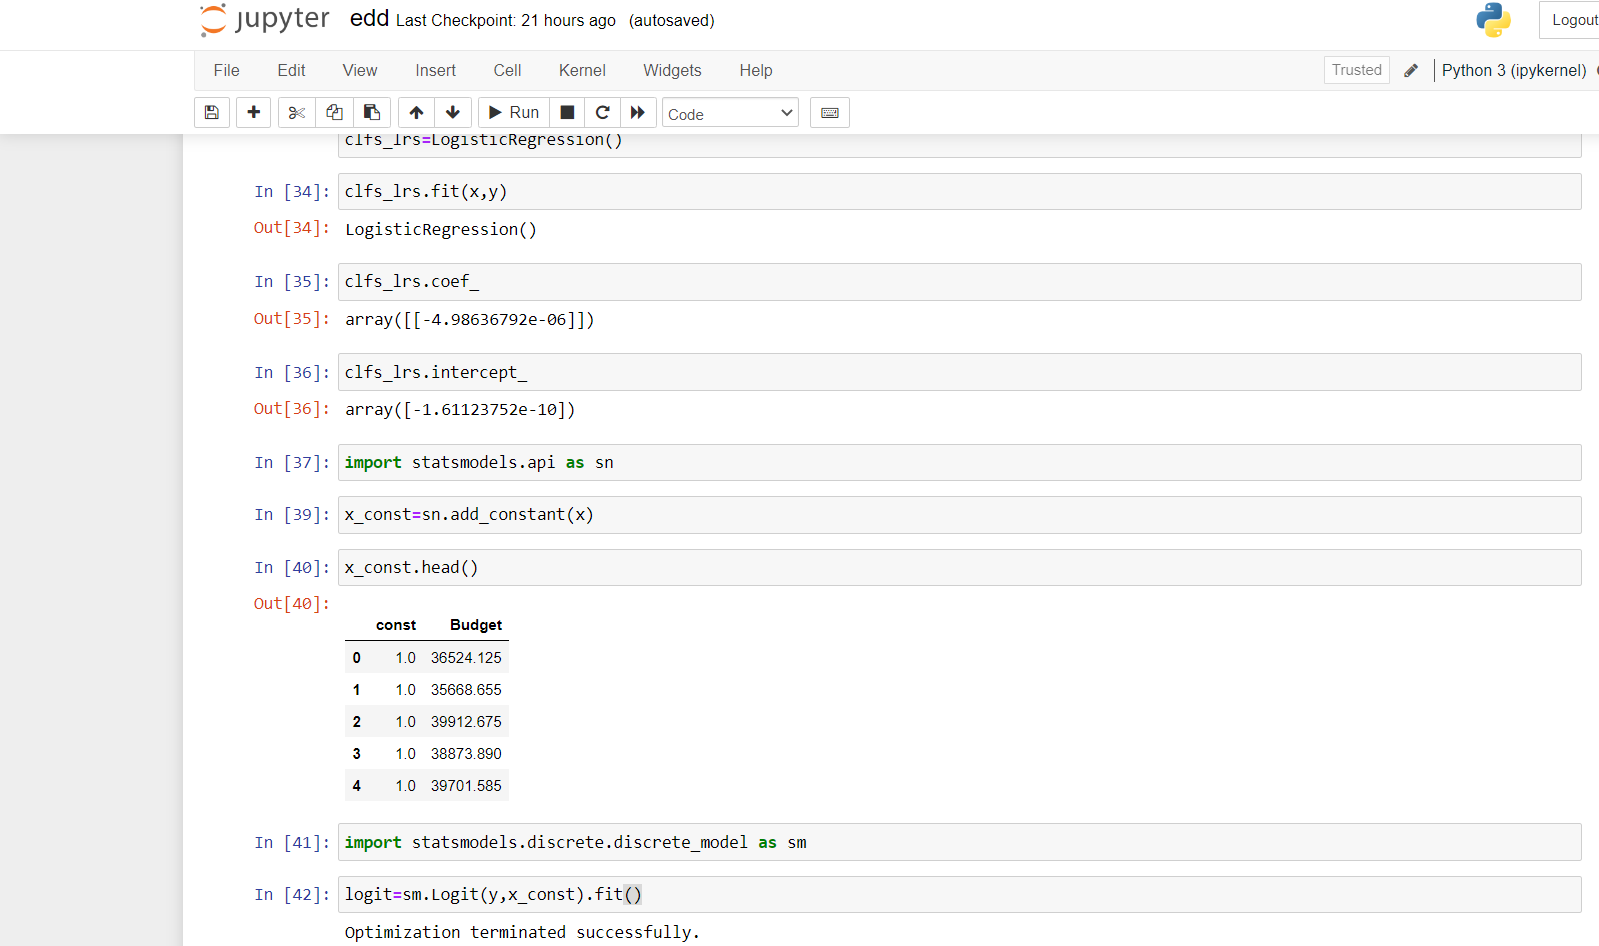 jupyter edd Last Checkpoint: 21 hours ago (autosaved)
Logout
File Edit View Insert Cell Kernel Widgets Help
Trusted Python 3 (ipykernel)
Run Code
clfs_lrs=LogisticRegression()
In [34]: clfs_lrs.fit(x,y)
Out[34]: LogisticRegression()
In [35]: clfs_lrs.coef_
Out[35]: array([[-4.98636792e-06]])
In [36]: clfs_lrs.intercept_
Out[36]: array([-1.61123752e-10])
In [37]: import statsmodels.api as sn
In [39]: x_const=sn.add_constant(x)
In [40]: x_const.head()
Out[40]:
const Budget
0 1.0 36524.125
1 1.0 35668.655
2 1.0 39912.675
3 1.0 38873.890
4 1.0 39701.585
In [41]: import statsmodels.discrete.discrete_model as sm
In [42]: logit=sm.Logit(y,x_const).fit()
Optimization terminated successfully.